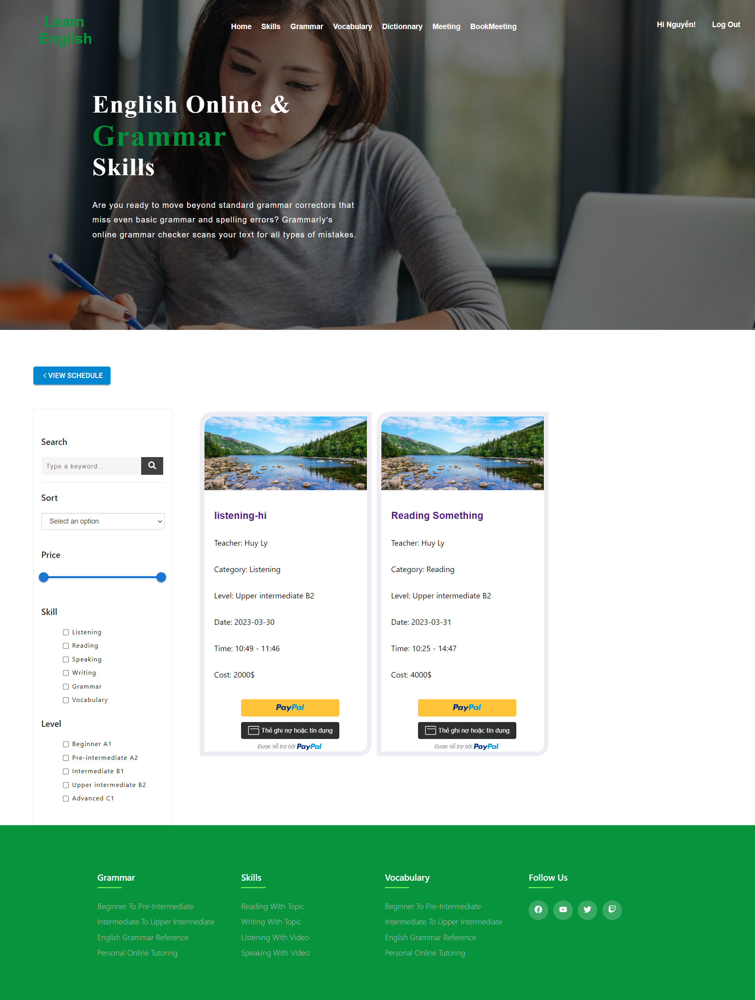 Learn
English
Home Skills Grammar Vocabulary Dictionnary Meeting BookMeeting
Hi Nguyễn! Log Out
English Online &
Grammar
Skills
Are you ready to move beyond standard grammar correctors that
miss even basic grammar and spelling errors? Grammarly's
online grammar checker scans your text for all types of mistakes.
VIEW SCHEDULE
Search
Type a keyword...
Sort
Select an option
Price
Skill
Listening
Reading
Speaking
Writing
Grammar
Vocabulary
Level
Beginner A1
Pre-intermediate A2
Intermediate B1
Upper intermediate B2
Advanced C1
listening-hi
Teacher: Huy Ly
Category: Listening
Level: Upper intermediate B2
Date: 2023-03-30
Time: 10:49 - 11:46
Cost: 2000$
PayPal
Thẻ ghi nợ hoặc tín dụng
Được hỗ trợ bởi PayPal
Reading Something
Teacher: Huy Ly
Category: Reading
Level: Upper intermediate B2
Date: 2023-03-31
Time: 10:25 - 14:47
Cost: 4000$
PayPal
Thẻ ghi nợ hoặc tín dụng
Được hỗ trợ bởi PayPal
Grammar
Beginner To Pre-Intermediate
Intermediate To Upper Intermediate
English Grammar Reference
Personal Online Tutoring
Skills
Reading With Topic
Writing With Topic
Listening With Video
Speaking With Video
Vocabulary
Beginner To Pre-Intermediate
Intermediate To Upper Intermediate
English Grammar Reference
Personal Online Tutoring
Follow Us